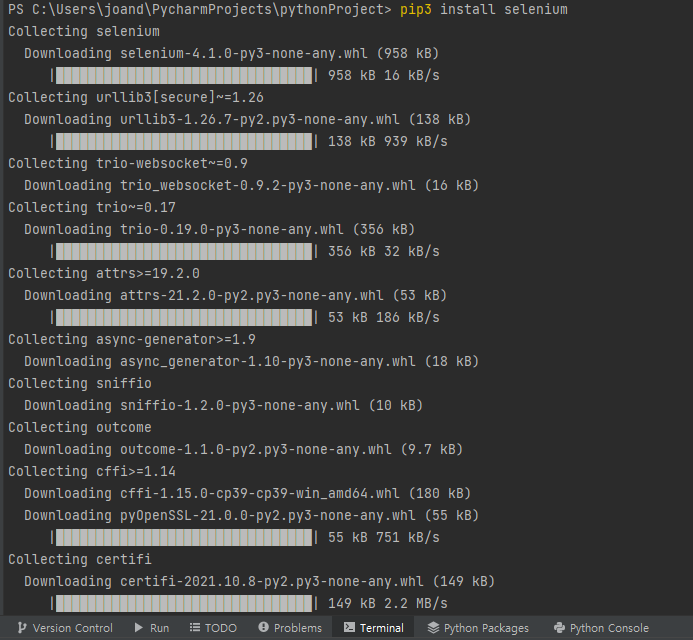 PS C:\Users\joand\PycharmProjects\pythonProject> pip3 install selenium
Collecting selenium
Downloading selenium-4.1.0-py3-none-any.whl (958 kB)
|████████████████████████████████| 958 kB 16 kB/s
Collecting urllib3[secure]~=1.26
Downloading urllib3-1.26.7-py2.py3-none-any.whl (138 kB)
|████████████████████████████████| 138 kB 939 kB/s
Collecting trio-websocket~=0.9
Downloading trio_websocket-0.9.2-py3-none-any.whl (16 kB)
Collecting trio~=0.17
Downloading trio-0.19.0-py3-none-any.whl (356 kB)
|████████████████████████████████| 356 kB 32 kB/s
Collecting attrs>=19.2.0
Downloading attrs-21.2.0-py2.py3-none-any.whl (53 kB)
|████████████████████████████████| 53 kB 186 kB/s
Collecting async-generator>=1.9
Downloading async_generator-1.10-py3-none-any.whl (18 kB)
Collecting sniffio
Downloading sniffio-1.2.0-py3-none-any.whl (10 kB)
Collecting outcome
Downloading outcome-1.1.0-py2.py3-none-any.whl (9.7 kB)
Collecting cffi>=1.14
Downloading cffi-1.15.0-cp39-cp39-win_amd64.whl (180 kB)
Downloading pyOpenSSL-21.0.0-py2.py3-none-any.whl (55 kB)
|████████████████████████████████| 55 kB 751 kB/s
Collecting certifi
Downloading certifi-2021.10.8-py2.py3-none-any.whl (149 kB)
|████████████████████████████████| 149 kB 2.2 MB/s
Version Control Run TODO Problems Terminal Python Packages Python Console